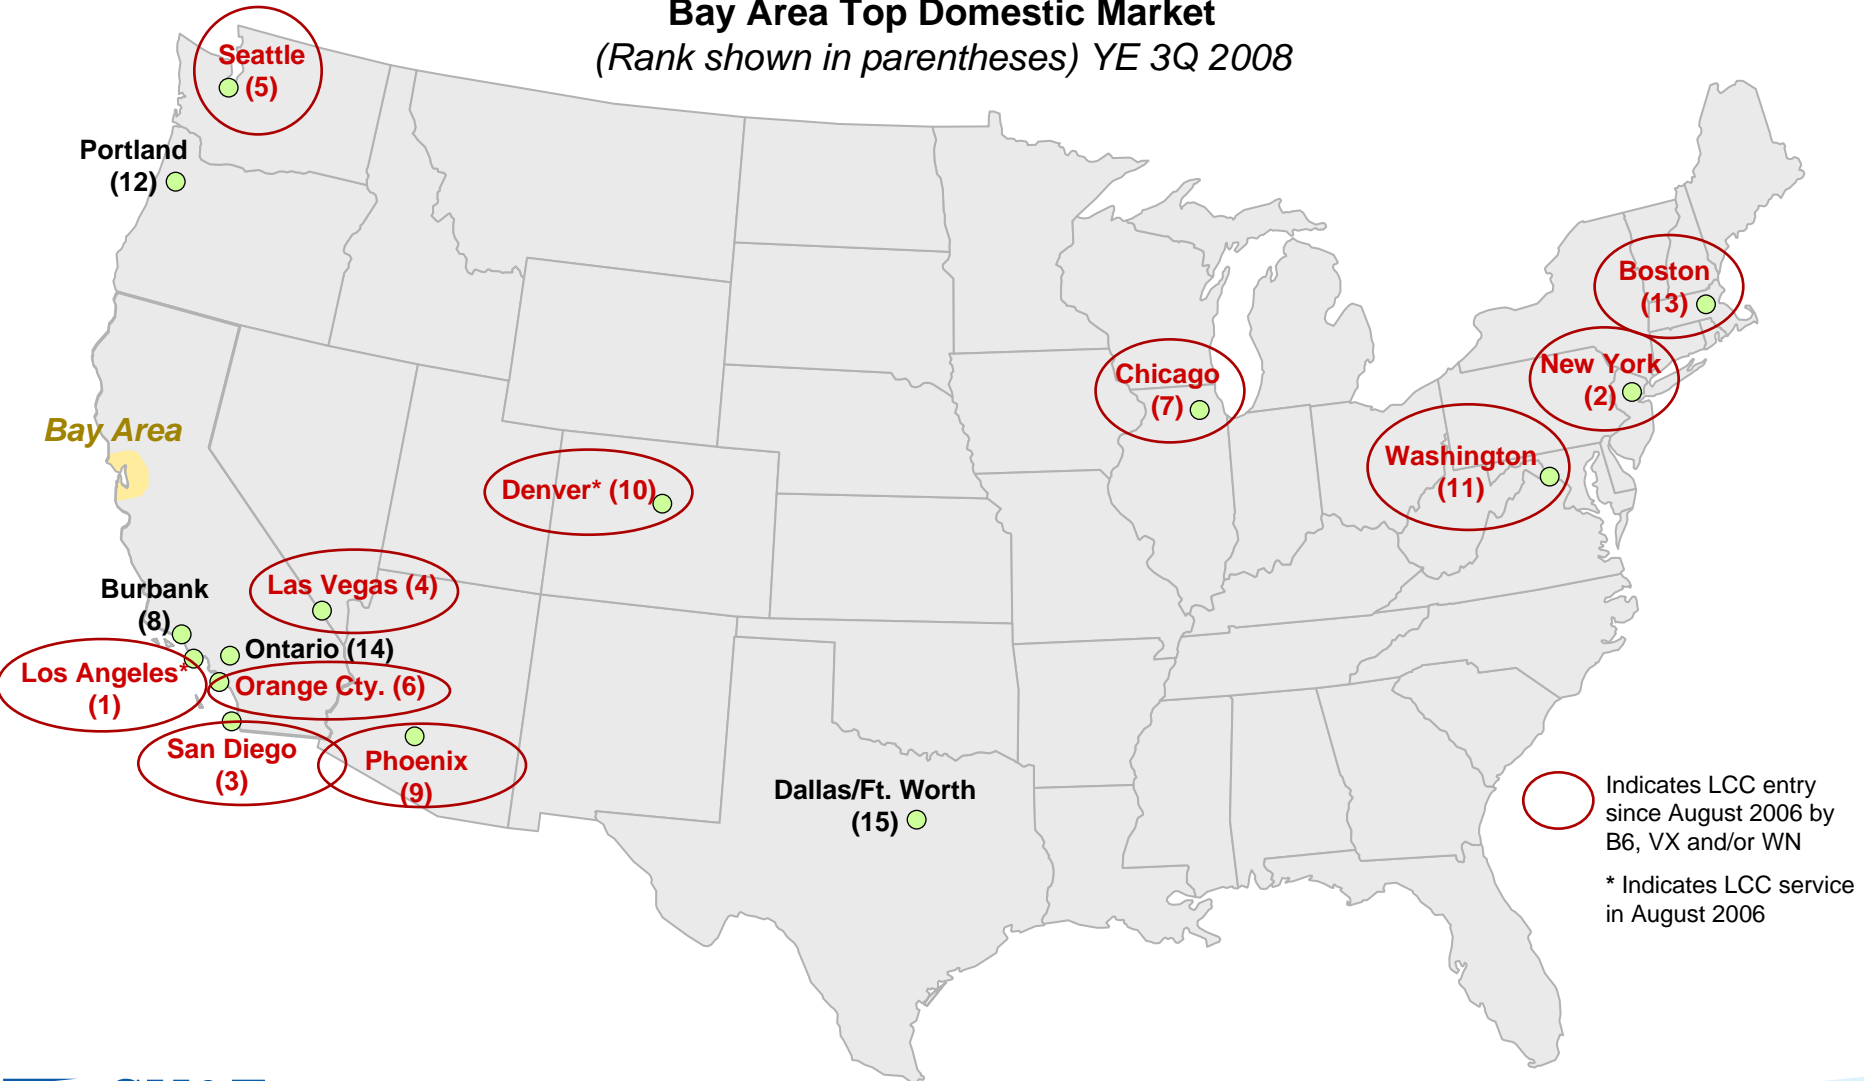 Bay Area Top Domestic Market
(Rank shown in parentheses) YE 3Q 2008
Seattle
(5)
Portland
(12)
Boston
(13)
New York
(2)
Chicago
(7)
Washington
(11)
Bay Area
Denver* (10)
Las Vegas (4)
Burbank
(8)
Ontario (14)
Los Angeles*
(1)
Orange Cty. (6)
San Diego
(3)
Phoenix
(9)
Dallas/Ft. Worth
(15)
Indicates LCC entry
since August 2006 by
B6, VX and/or WN
* Indicates LCC service
in August 2006